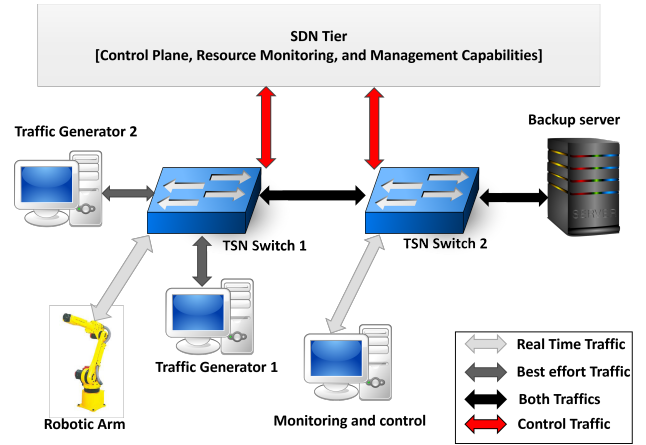 SDN Tier
[Control Plane, Resource Monitoring, and Management Capabilities]
Traffic Generator 2
Backup server
SERVER
TSN Switch 1
TSN Switch 2
Traffic Generator 1
Robotic Arm
Monitoring and control
Real Time Traffic
Best effort Traffic
Both Traffics
Control Traffic